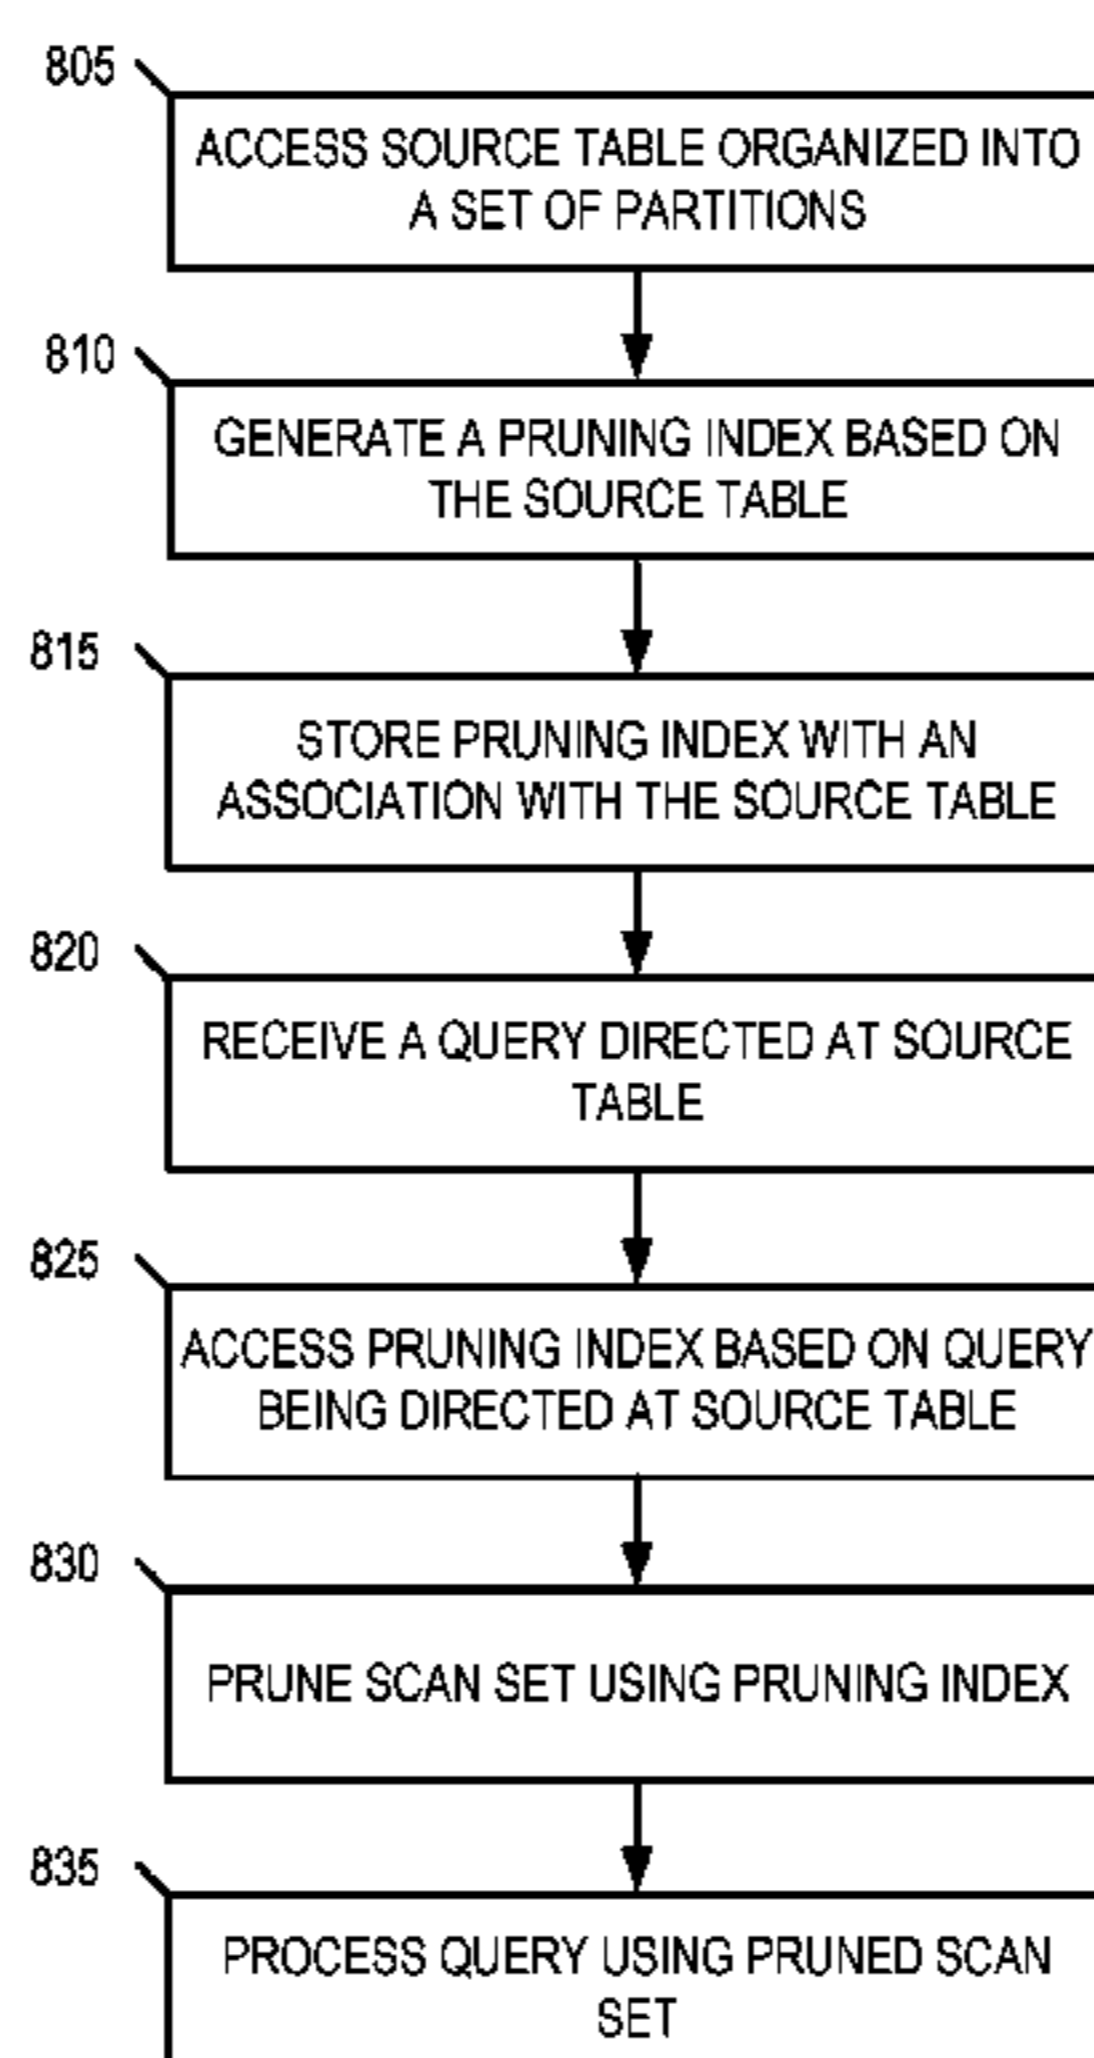 805
ACCESS SOURCE TABLE ORGANIZED INTO
A SET OF PARTITIONS
810
GENERATE A PRUNING INDEX BASED ON
THE SOURCE TABLE
815
STORE PRUNING INDEX WITH AN
ASSOCIATION WITH THE SOURCE TABLE
820
RECEIVE A QUERY DIRECTED AT SOURCE
TABLE
825
ACCESS PRUNING INDEX BASED ON QUERY
BEING DIRECTED AT SOURCE TABLE
830
PRUNE SCAN SET USING PRUNING INDEX
835
PROCESS QUERY USING PRUNED SCAN
SET